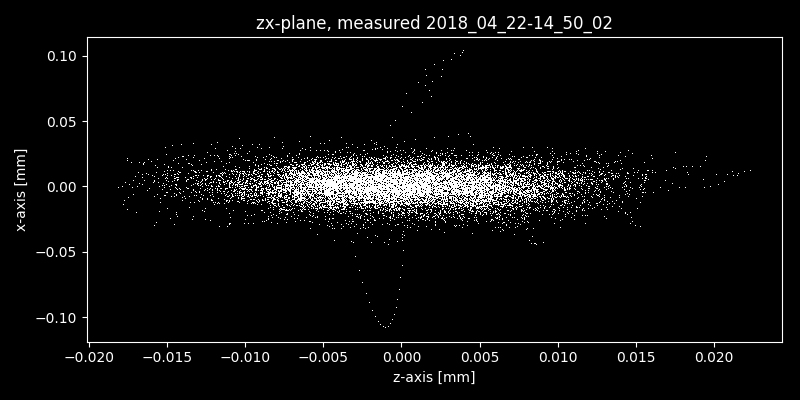 zx-plane, measured 2018_04_22-14_50_02
0.10
0.05
0.00
−0.05
−0.10
x-axis [mm]
−0.020 −0.015 −0.010 −0.005 0.000 0.005 0.010 0.015 0.020
z-axis [mm]